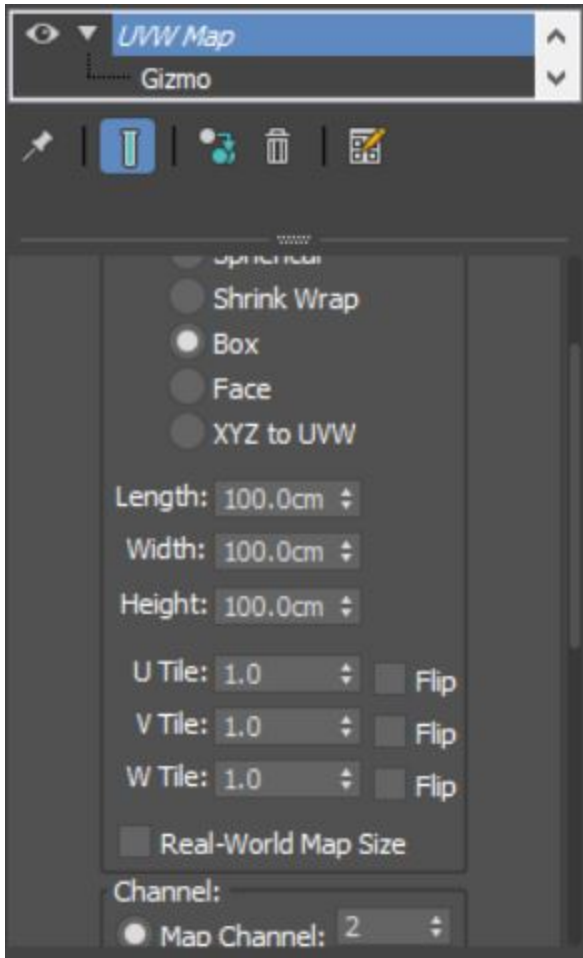 UVW Map
Gizmo
Spherical
Shrink Wrap
Box
Face
XYZ to UVW
Length: 100.0cm
Width: 100.0cm
Height: 100.0cm
U Tile: 1.0 Flip
V Tile: 1.0 Flip
W Tile: 1.0 Flip
Real-World Map Size
Channel:
Map Channel: 2